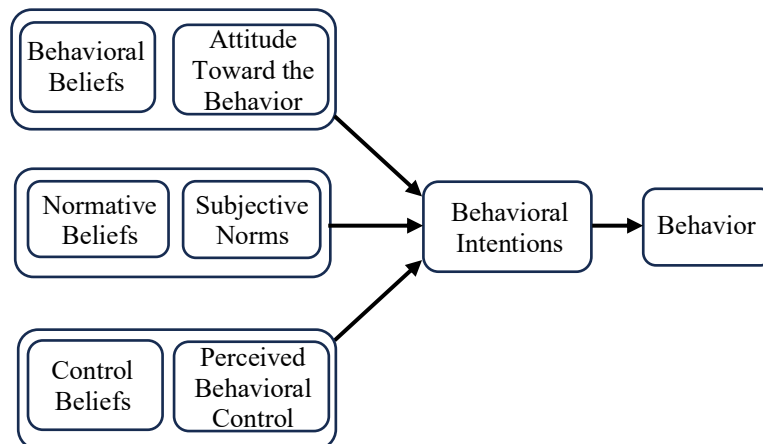 Behavioral
Beliefs
Attitude
Toward the
Behavior
Normative
Beliefs
Subjective
Norms
Control
Beliefs
Perceived
Behavioral
Control
Behavioral
Intentions
Behavior